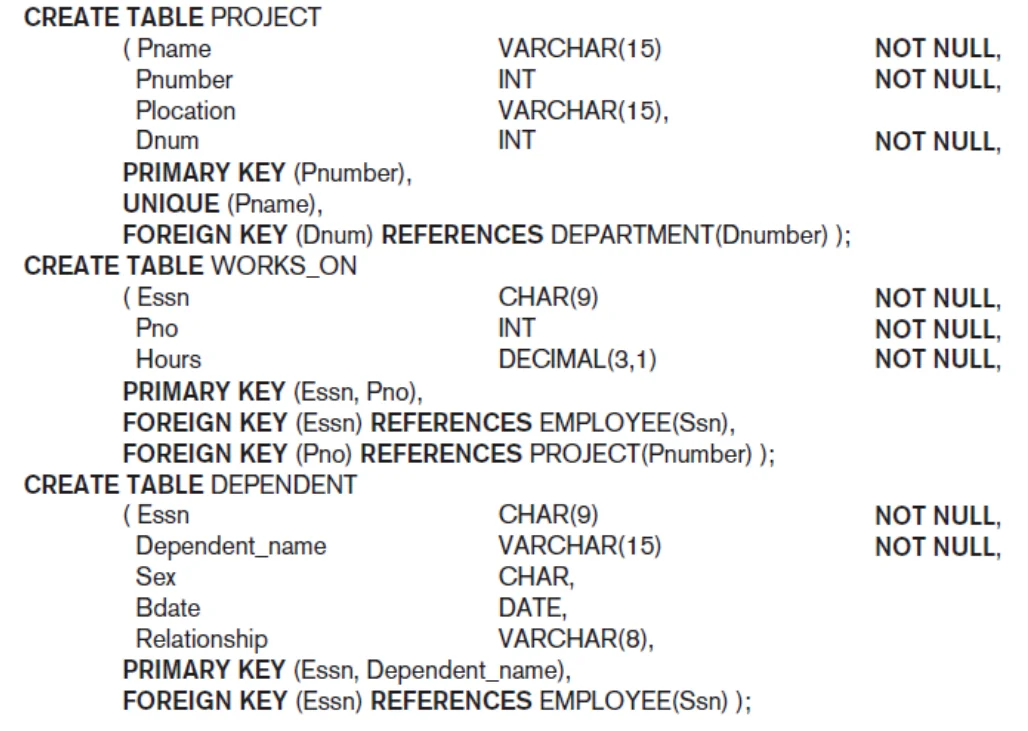 CREATE TABLE PROJECT
( Pname VARCHAR(15) NOT NULL,
Pnumber INT NOT NULL,
Plocation VARCHAR(15),
Dnum INT NOT NULL,
PRIMARY KEY (Pnumber),
UNIQUE (Pname),
FOREIGN KEY (Dnum) REFERENCES DEPARTMENT(Dnumber) );
CREATE TABLE WORKS_ON
( Essn CHAR(9) NOT NULL,
Pno INT NOT NULL,
Hours DECIMAL(3,1) NOT NULL,
PRIMARY KEY (Essn, Pno),
FOREIGN KEY (Essn) REFERENCES EMPLOYEE(Ssn),
FOREIGN KEY (Pno) REFERENCES PROJECT(Pnumber) );
CREATE TABLE DEPENDENT
( Essn CHAR(9) NOT NULL,
Dependent_name VARCHAR(15) NOT NULL,
Sex CHAR,
Bdate DATE,
Relationship VARCHAR(8),
PRIMARY KEY (Essn, Dependent_name),
FOREIGN KEY (Essn) REFERENCES EMPLOYEE(Ssn) );